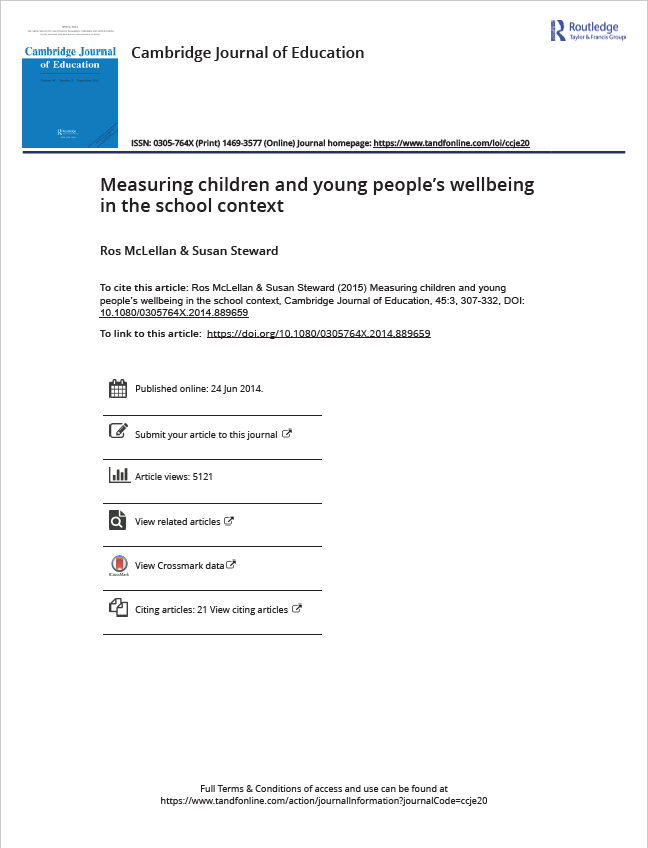 Routledge
Taylor & Francis Group
Cambridge Journal
of Education
Cambridge Journal of Education
ISSN: 0305-764X (Print) 1469-3577 (Online) Journal homepage: https://www.tandfonline.com/loi/ccje20
Measuring children and young people’s wellbeing
in the school context
Ros McLellan & Susan Steward
To cite this article: Ros McLellan & Susan Steward (2015) Measuring children and young
people’s wellbeing in the school context, Cambridge Journal of Education, 45:3, 307-332, DOI:
10.1080/0305764X.2014.889659
To link to this article: https://doi.org/10.1080/0305764X.2014.889659
Published online: 24 Jun 2014.
Submit your article to this journal
Article views: 5121
View related articles
View Crossmark data
CrossMark
Citing articles: 21 View citing articles
Full Terms & Conditions of access and use can be found at
https://www.tandfonline.com/action/journalInformation?journalCode=ccje20